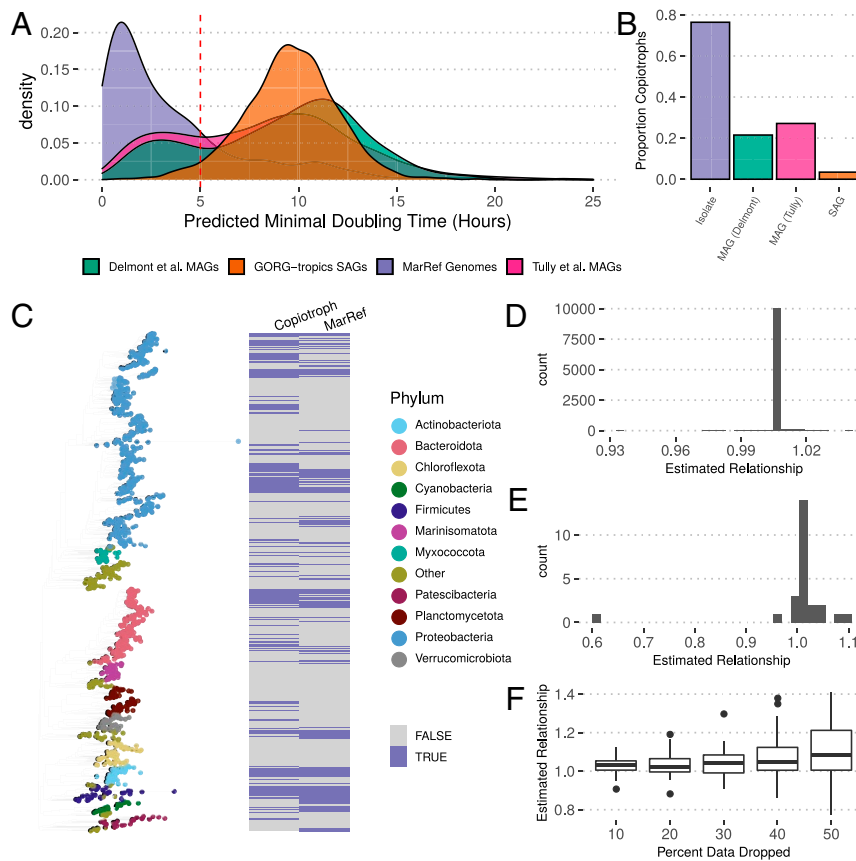 A
0.20
0.15
0.10
0.05
0.00
density
0 5 10 15 20 25
Predicted Minimal Doubling Time (Hours)
Delmont et al. MAGs GORG−tropics SAGs MarRef Genomes Tully et al. MAGs
B
Proportion Copiotrophs
0.8
0.6
0.4
0.2
0.0
Isolate
MAG (Delmont)
MAG (Tully)
SAG
C
Copiotroph
MarRef
Phylum
Actinobacteriota
Bacteroidota
Chloroflexota
Cyanobacteria
Firmicutes
Marinisomatota
Myxococcota
Other
Patescibacteria
Planctomycetota
Proteobacteria
Verrucomicrobiota
FALSE
TRUE
D
10000
7500
5000
2500
0
count
0.93 0.96 0.99 1.02
Estimated Relationship
E
10
5
0
count
0.6 0.7 0.8 0.9 1.0 1.1
Estimated Relationship
F
Estimated Relationship
1.4
1.2
1.0
0.8
10 20 30 40 50
Percent Data Dropped